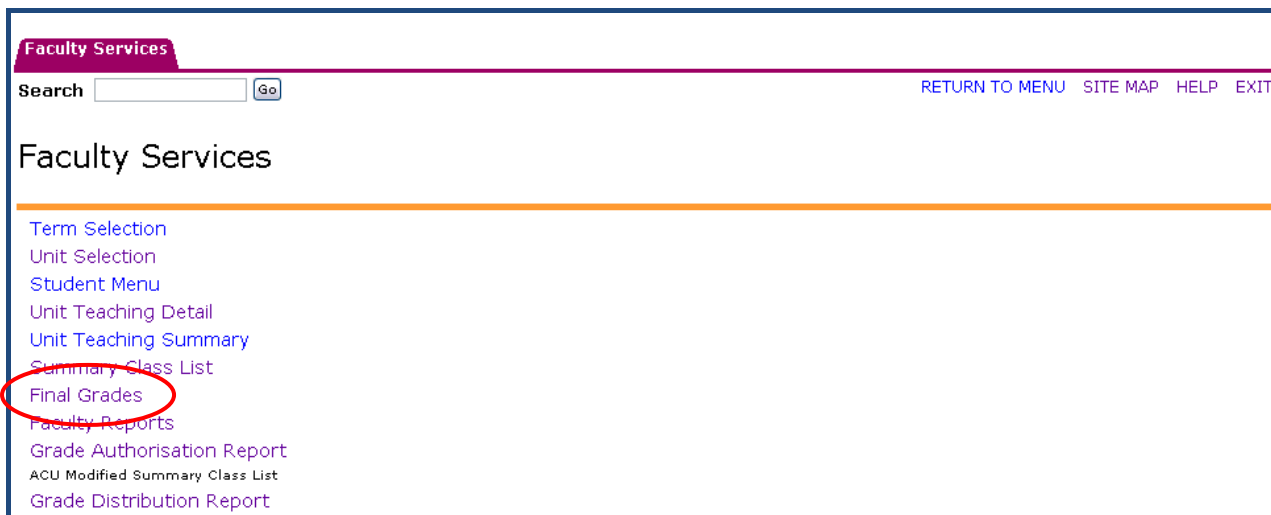 Faculty Services
Search Go RETURN TO MENU SITE MAP HELP EXIT
Faculty Services
Term Selection
Unit Selection
Student Menu
Unit Teaching Detail
Unit Teaching Summary
Summary Class List
Final Grades
Faculty Reports
Grade Authorisation Report
ACU Modified Summary Class List
Grade Distribution Report